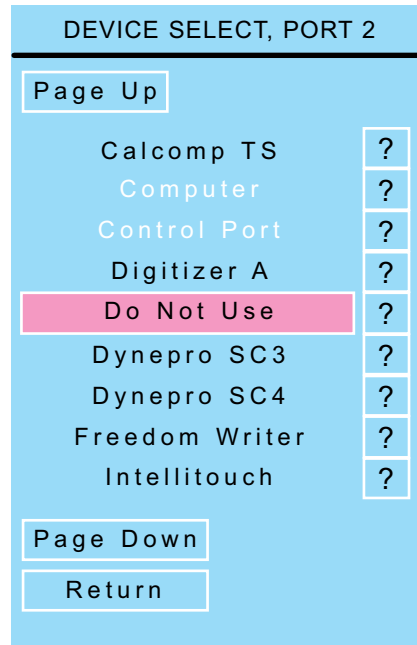 DEVICE SELECT, PORT 2
Page Up
Calcomp TS ?
Computer ?
Control Port ?
Digitizer A ?
Do Not Use ?
Dynepro SC3 ?
Dynepro SC4 ?
Freedom Writer ?
Intellitouch ?
Page Down
Return